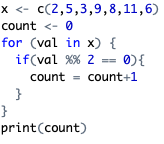 x <- c(2,5,3,9,8,11,6)
count <- 0
for (val in x) {
  if(val %% 2 == 0){
    count = count+1
  }
}
print(count)